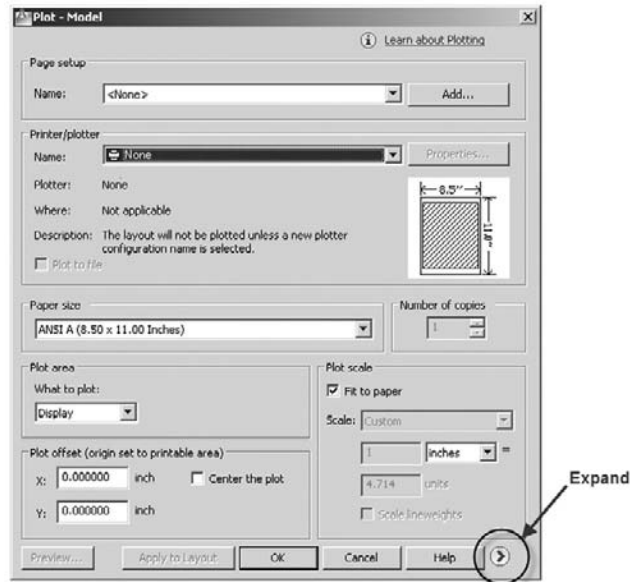 Plot - Model
Learn about Plotting
Page setup
Name: <None> Add...
Printer/plotter
Name: None Properties...
Plotter: None
Where: Not applicable
Description: The layout will not be plotted unless a new plotter
configuration name is selected.
Plot to file
8.5''
11.0''
Paper size
ANSI A (8.50 x 11.00 Inches)
Number of copies
1
Plot area
What to plot:
Display
Plot scale
Fit to paper
Scale: Custom
1 inches =
4.714 units
Scale lineweights
Plot offset (origin set to printable area)
X: 0.000000 inch Center the plot
Y: 0.000000 inch
Expand
Preview... Apply to Layout OK Cancel Help